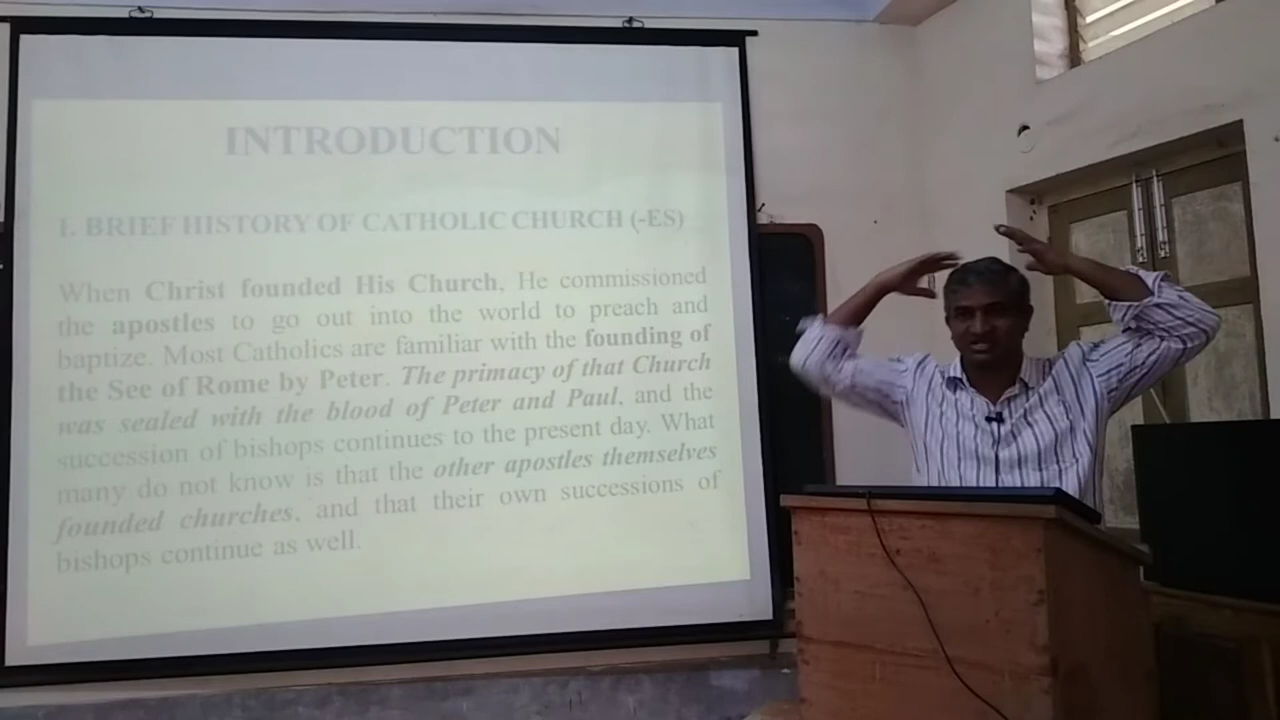 INTRODUCTION
I. BRIEF HISTORY OF CATHOLIC CHURCH (-ES)
When Christ founded His Church, He commissioned
the apostles to go out into the world to preach and
baptize. Most Catholics are familiar with the founding of
the See of Rome by Peter. The primacy of that Church
was sealed with the blood of Peter and Paul, and the
succession of bishops continues to the present day. What
many do not know is that the other apostles themselves
founded churches, and that their own successions of
bishops continue as well.